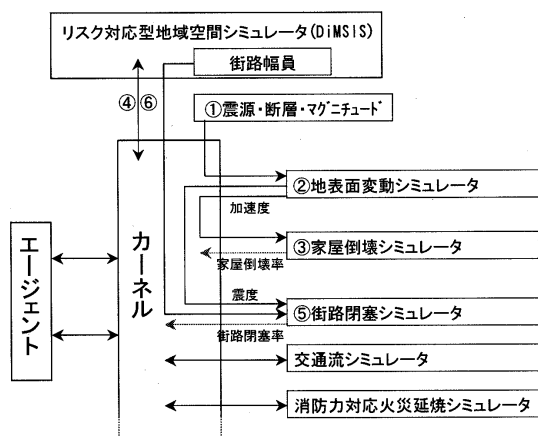 リスク対応型地域空間シミュレータ(DiMSIS)
街路幅員
④⑥
①震源・断層・マグニチュード
②地表面変動シミュレータ
加速度
③家屋倒壊シミュレータ
家屋倒壊率
震度
⑤街路閉塞シミュレータ
街路閉塞率
交通流シミュレータ
消防力対応火災延焼シミュレータ
エージェント
カーネル